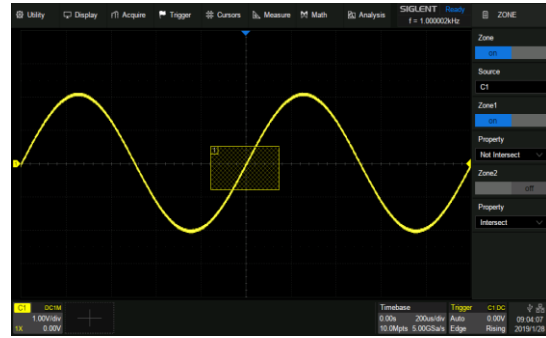 Utility Display Acquire Trigger Cursors Measure Math Analysis
SIGLENT Ready
f = 1.000002kHz
ZONE
Zone
on
Source
C1
Zone1
on
Property
Not Intersect
Zone2
off
Property
Intersect
1
C1 DC1M
1.00V/div
1X 0.00V
Timebase
0.00s 200us/div
10.0Mpts 5.00GSa/s
Trigger C1 DC
Auto 0.00V
Edge Rising
09:04:07
2019/1/28